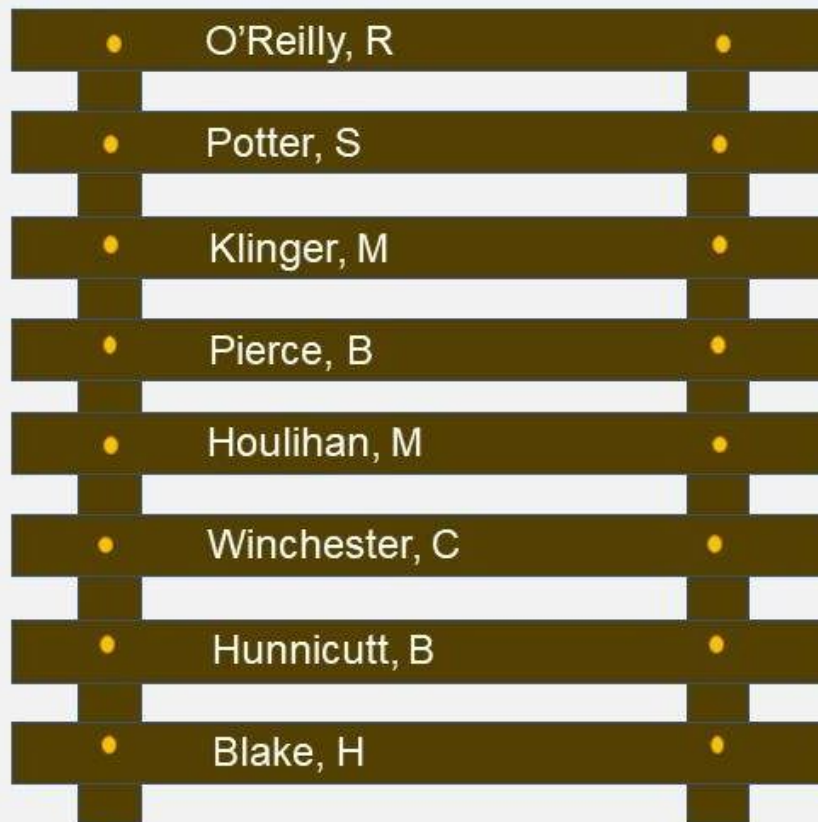 O’Reilly, R
Potter, S
Klinger, M
Pierce, B
Houlihan, M
Winchester, C
Hunnicutt, B
Blake, H